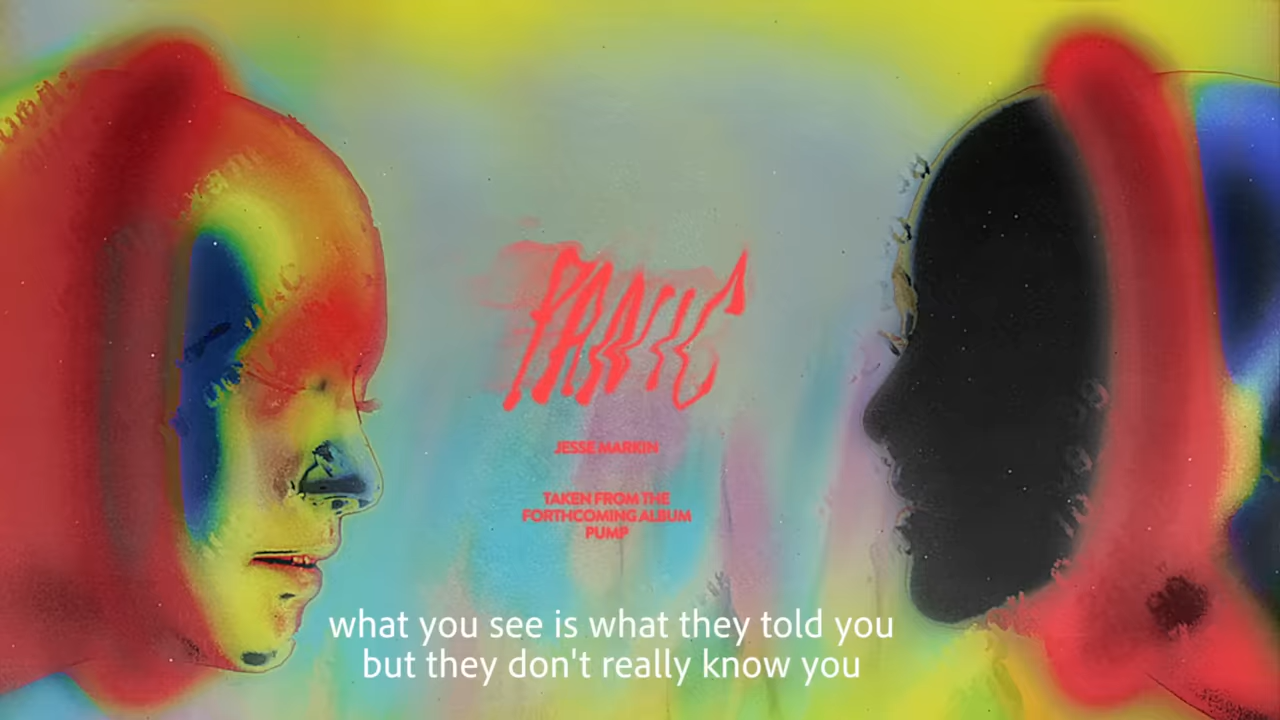 PANIC
JESSE MARKIN
TAKEN FROM THE
FORTHCOMING ALBUM
PUMP
what you see is what they told you
but they don't really know you